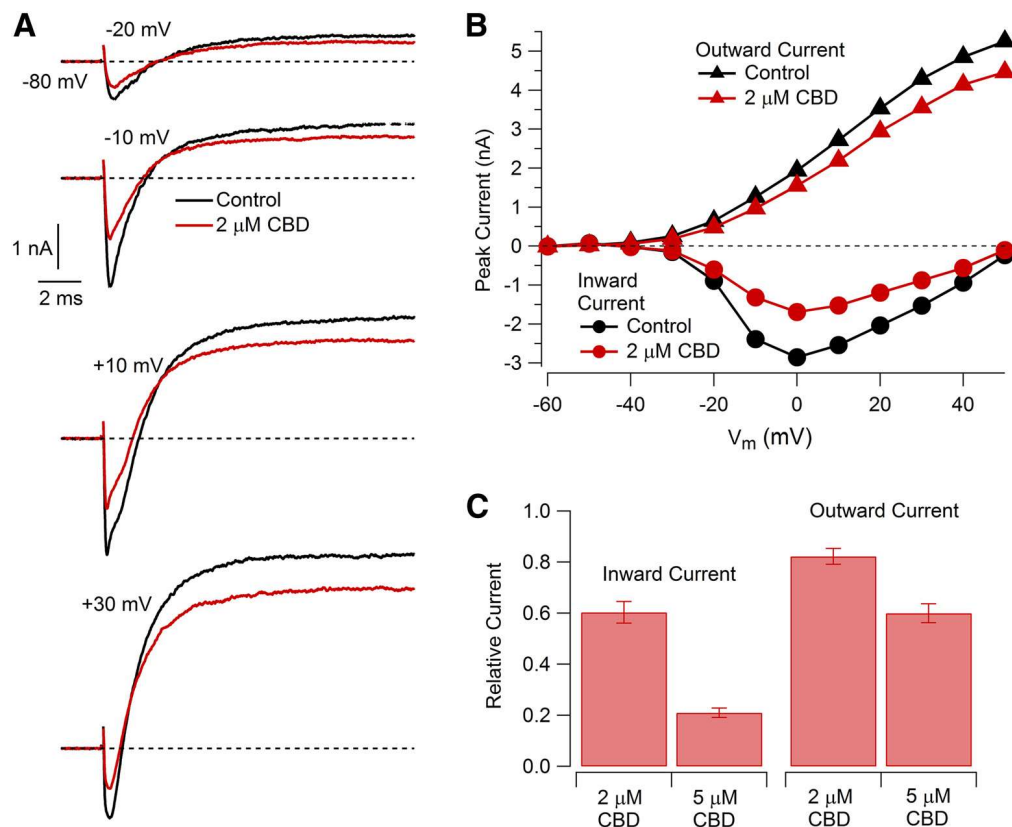 A
-20 mV
-80 mV
-10 mV
Control
2 μM CBD
1 nA
2 ms
+10 mV
+30 mV
B
Peak Current (nA)
5
4
3
2
1
0
-1
-2
-3
Outward Current
Control
2 μM CBD
Inward
Current
Control
2 μM CBD
-60
-40
-20
0
20
40
Vm (mV)
C
Relative Current
1.0
0.8
0.6
0.4
0.2
0.0
Inward Current
Outward Current
2 μM
CBD
5 μM
CBD
2 μM
CBD
5 μM
CBD